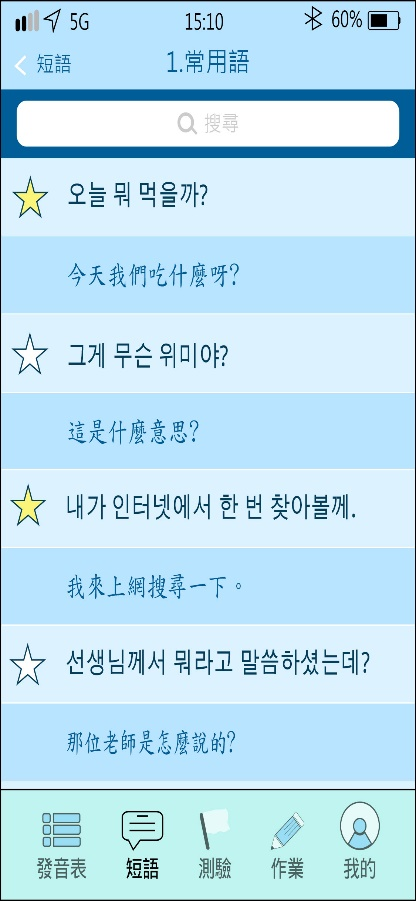 5G 15:10 60%
短語 1.常用語
搜尋
오늘 뭐 먹을까?
今天我們吃什麼呀?
그게 무슨 위미야?
這是什麼意思?
내가 인터넷에서 한 번 찾아볼께.
我來上網搜尋一下。
선생님께서 뭐라고 말씀하셨는데?
那位老師是怎麼說的?
發音表 短語 測驗 作業 我的